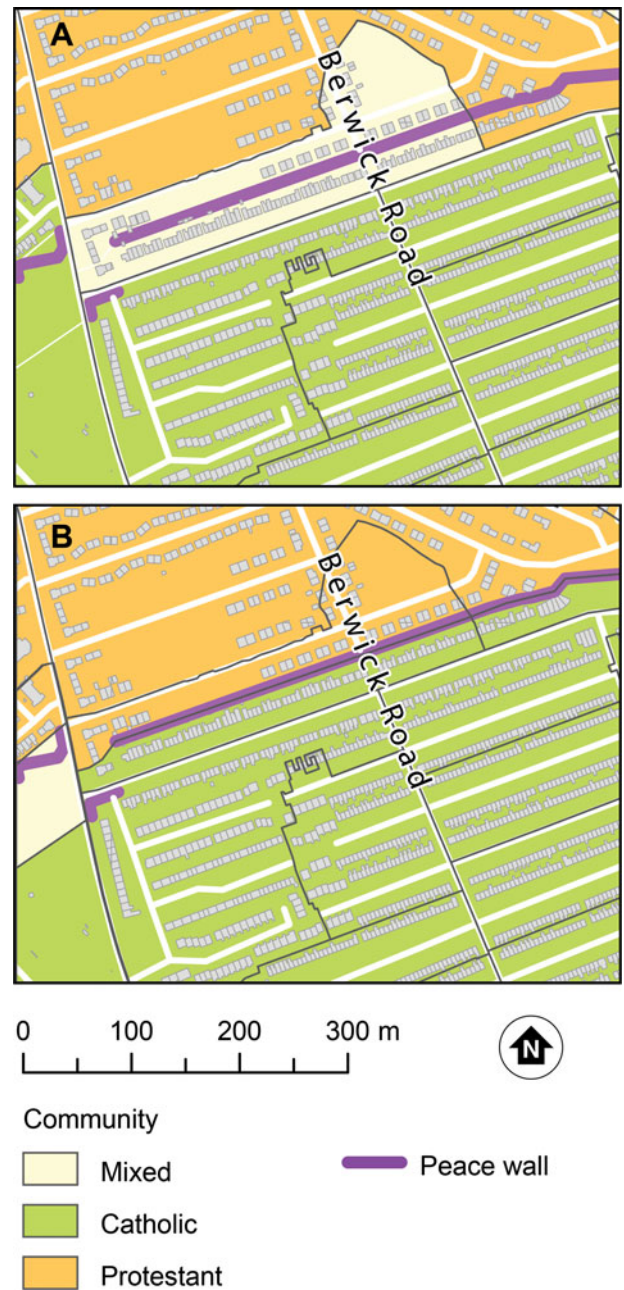 A
Berwick Road
B
Berwick Road
0 100 200 300 m
N
Community
Mixed
Peace wall
Catholic
Protestant